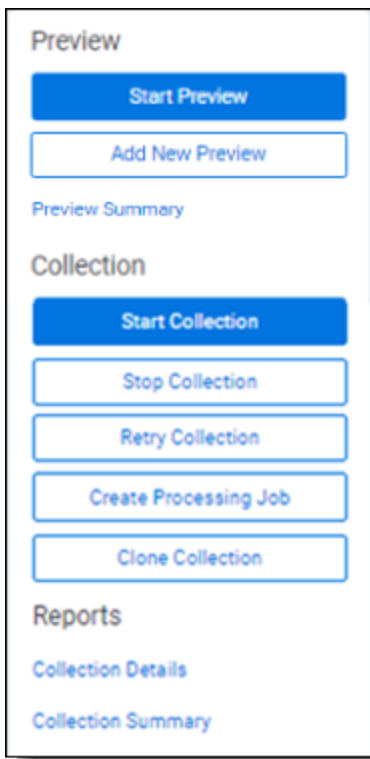 Preview
Start Preview
Add New Preview
Preview Summary
Collection
Start Collection
Stop Collection
Retry Collection
Create Processing Job
Clone Collection
Reports
Collection Details
Collection Summary